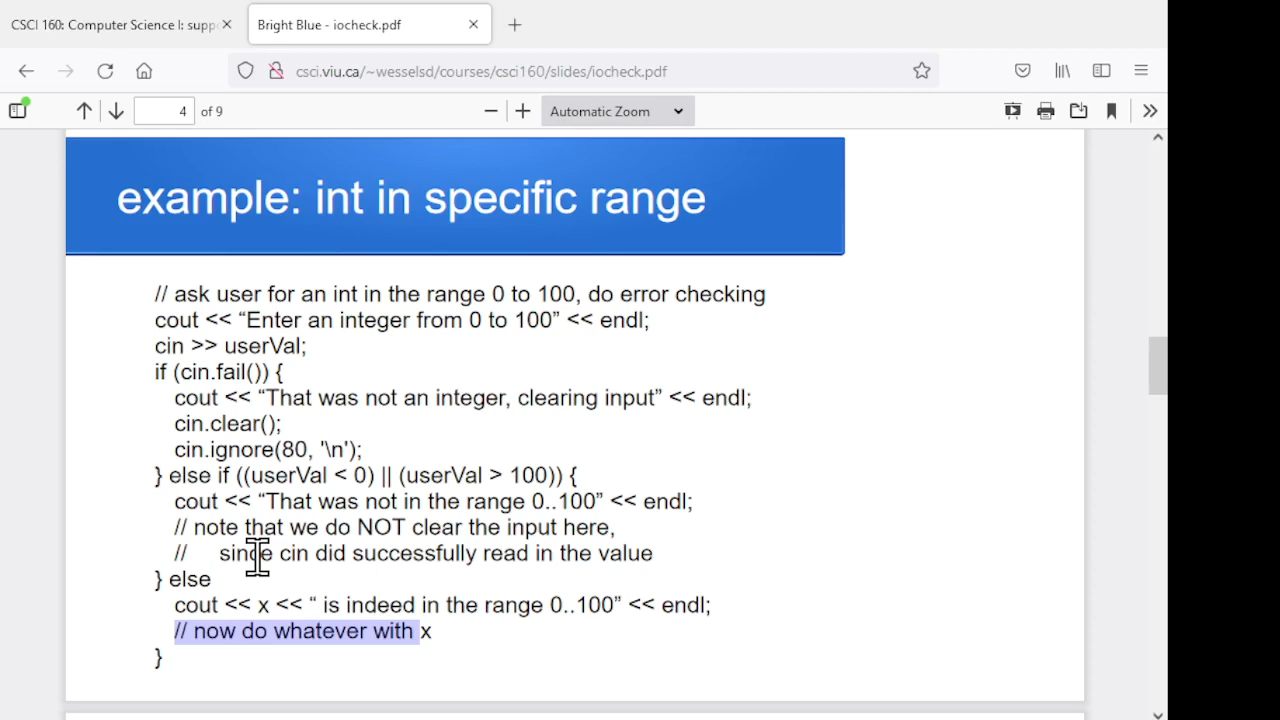 CSCI 160: Computer Science I: supp
Bright Blue - iocheck.pdf
csci.viu.ca/~wesselsd/courses/csci160/slides/iocheck.pdf
4 of 9
Automatic Zoom
example: int in specific range
// ask user for an int in the range 0 to 100, do error checking
cout << “Enter an integer from 0 to 100” << endl;
cin >> userVal;
if (cin.fail()) {
cout << “That was not an integer, clearing input” << endl;
cin.clear();
cin.ignore(80, '\n');
} else if ((userVal < 0) || (userVal > 100)) {
cout << “That was not in the range 0..100” << endl;
// note that we do NOT clear the input here,
// since cin did successfully read in the value
} else
cout << x << “ is indeed in the range 0..100” << endl;
// now do whatever with x
}